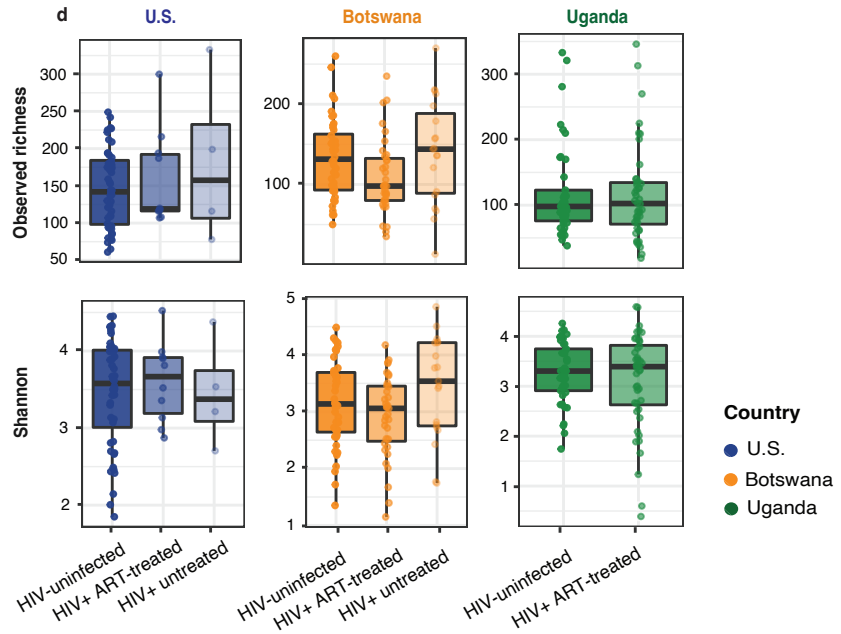 d
U.S.
Botswana
Uganda
Observed richness
300
250
200
150
100
50
200
100
300
200
100
Shannon
4
3
2
5
4
3
2
1
4
3
2
1
HIV-uninfected
HIV+ ART-treated
HIV+ untreated
HIV-uninfected
HIV+ ART-treated
HIV+ untreated
HIV-uninfected
HIV+ ART-treated
Country
U.S.
Botswana
Uganda